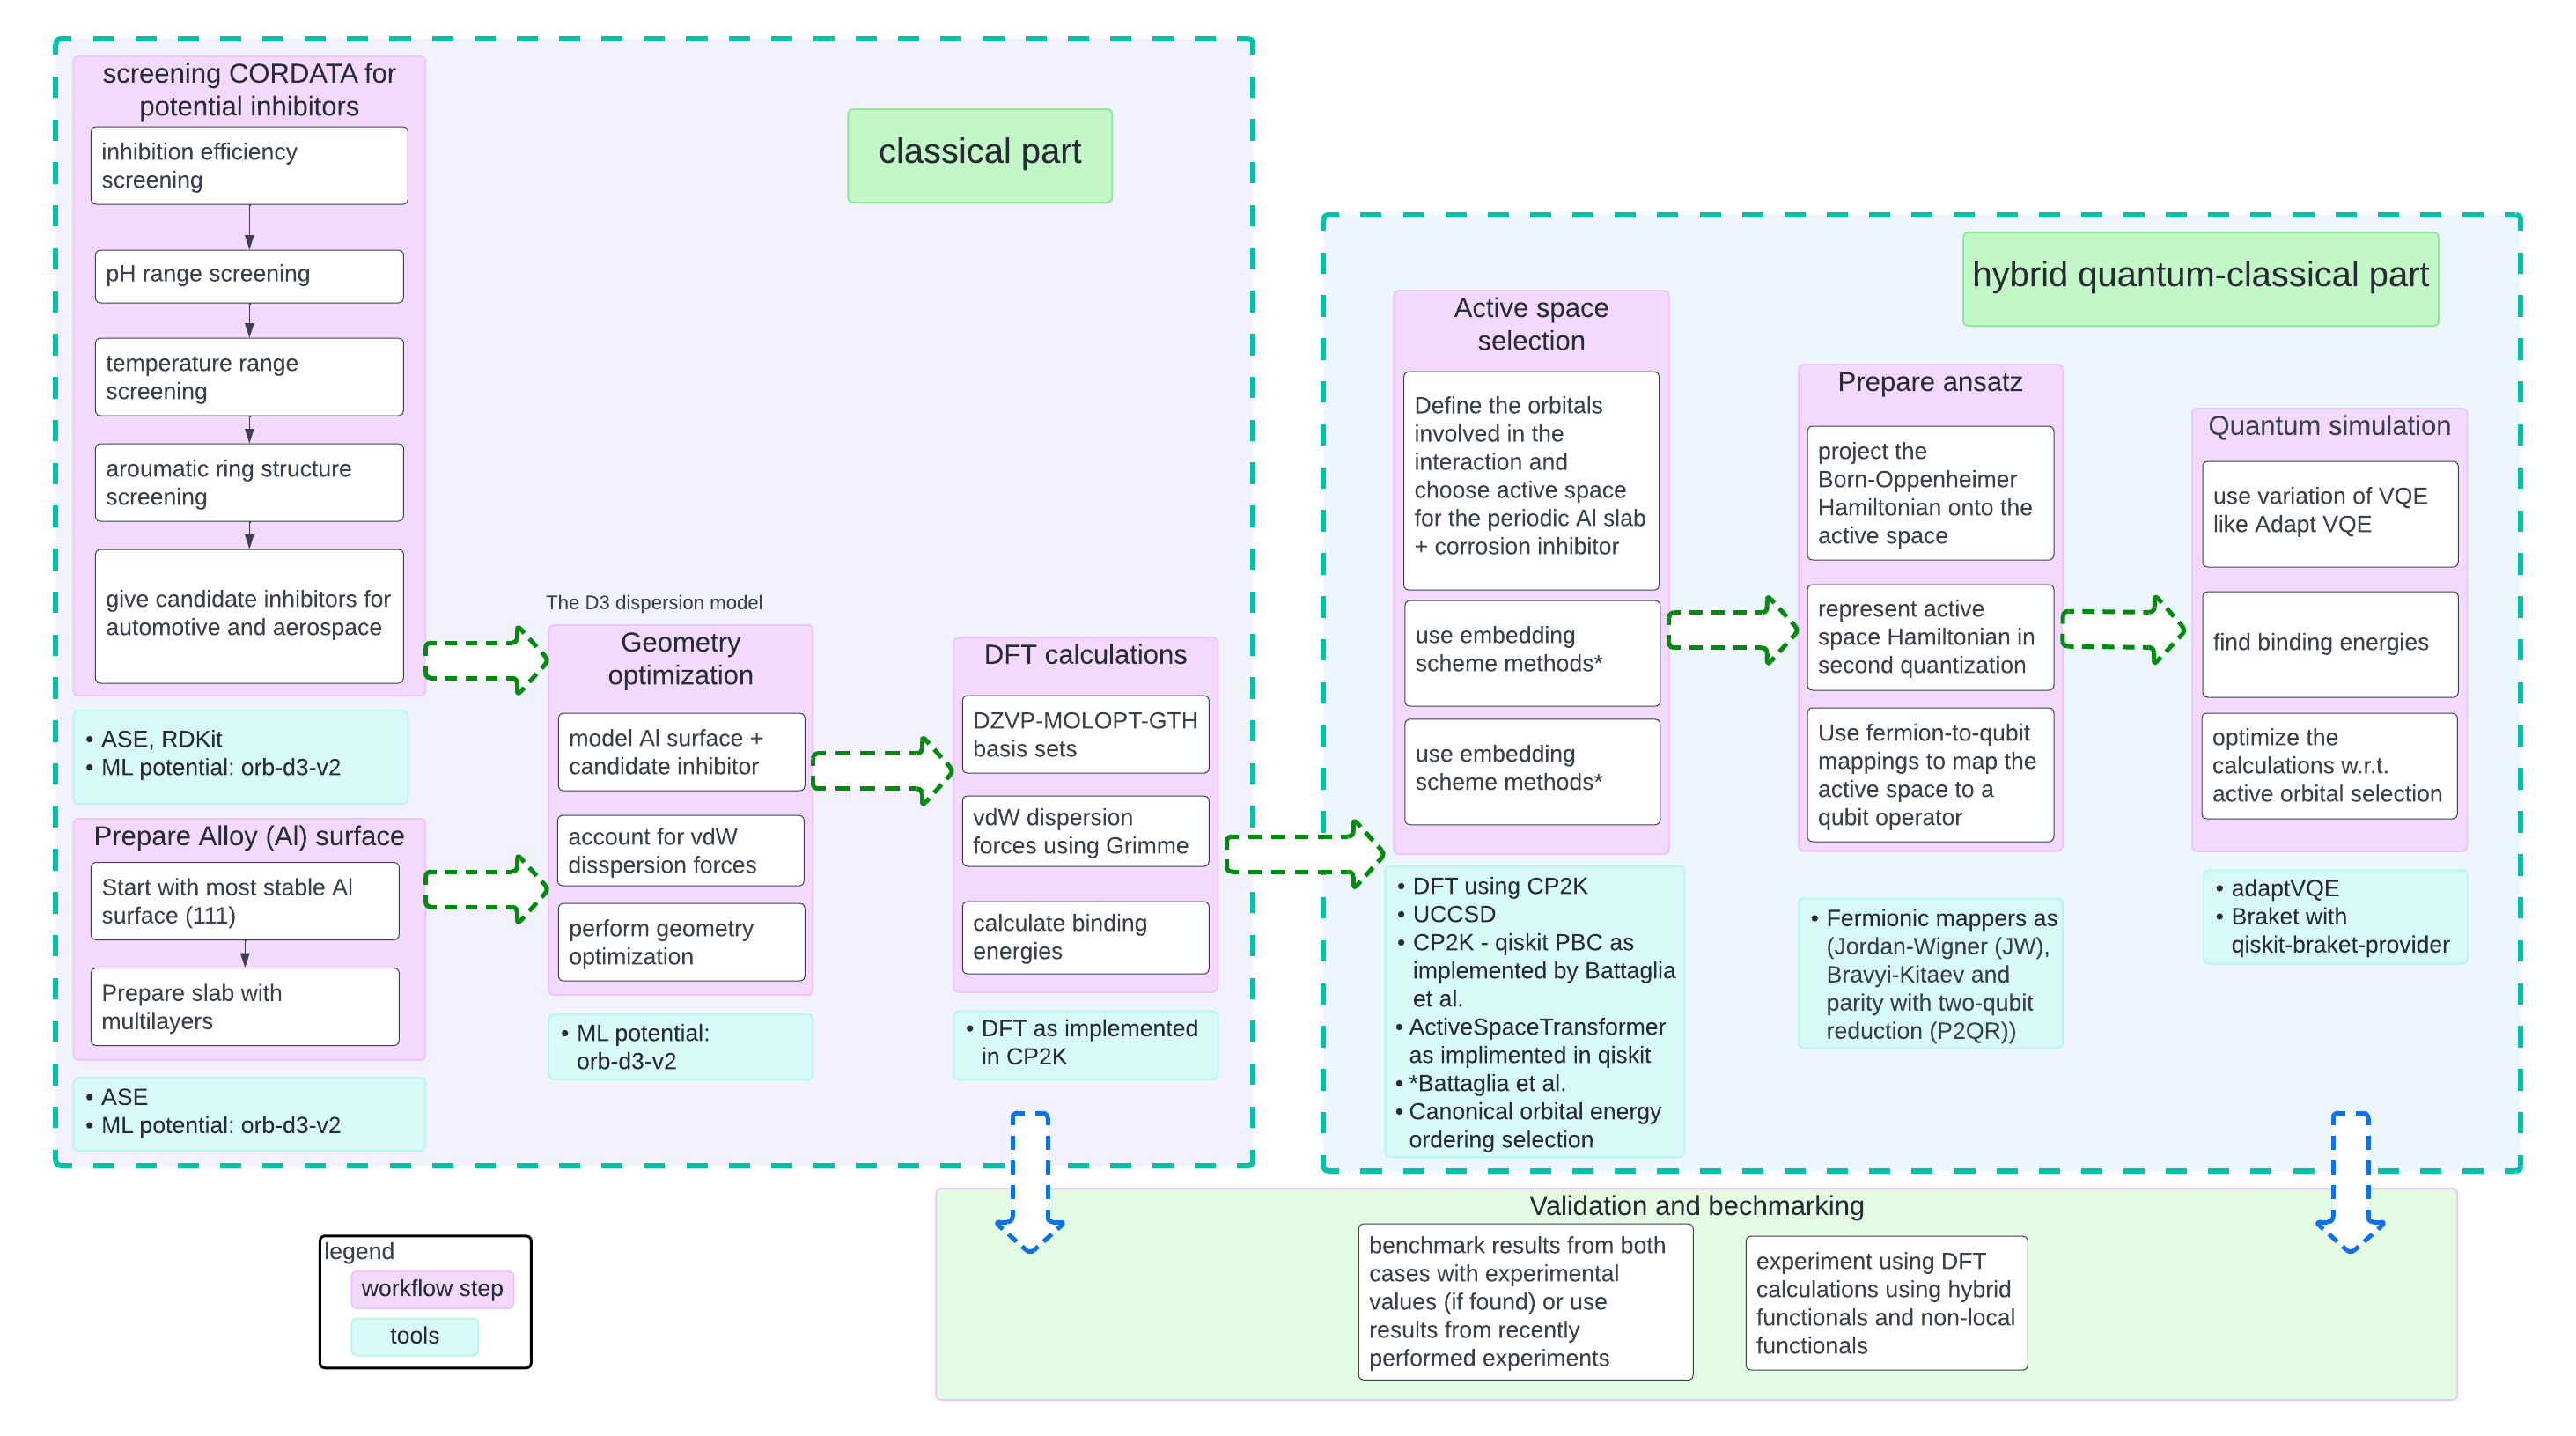 screening CORDATA for
potential inhibitors
inhibition efficiency
screening
pH range screening
temperature range
screening
aroumatic ring structure
screening
give candidate inhibitors for
automotive and aerospace
• ASE, RDKit
• ML potential: orb-d3-v2
Prepare Alloy (Al) surface
Start with most stable Al
surface (111)
Prepare slab with
multilayers
• ASE
• ML potential: orb-d3-v2
classical part
The D3 dispersion model
Geometry
optimization
model Al surface +
candidate inhibitor
account for vdW
disspersion forces
perform geometry
optimization
• ML potential:
orb-d3-v2
DFT calculations
DZVP-MOLOPT-GTH
basis sets
vdW dispersion
forces using Grimme
calculate binding
energies
• DFT as implemented
in CP2K
hybrid quantum-classical part
Active space
selection
Define the orbitals
involved in the
interaction and
choose active space
for the periodic Al slab
+ corrosion inhibitor
use embedding
scheme methods*
use embedding
scheme methods*
• DFT using CP2K
• UCCSD
• CP2K - qiskit PBC as
implemented by Battaglia
et al.
• ActiveSpaceTransformer
as implimented in qiskit
• *Battaglia et al.
• Canonical orbital energy
ordering selection
Prepare ansatz
project the
Born-Oppenheimer
Hamiltonian onto the
active space
represent active
space Hamiltonian in
second quantization
Use fermion-to-qubit
mappings to map the
active space to a
qubit operator
• Fermionic mappers as
(Jordan-Wigner (JW),
Bravyi-Kitaev and
parity with two-qubit
reduction (P2QR))
Quantum simulation
use variation of VQE
like Adapt VQE
find binding energies
optimize the
calculations w.r.t.
active orbital selection
• adaptVQE
• Braket with
qiskit-braket-provider
Validation and bechmarking
benchmark results from both
cases with experimental
values (if found) or use
results from recently
performed experiments
experiment using DFT
calculations using hybrid
functionals and non-local
functionals
legend
workflow step
tools